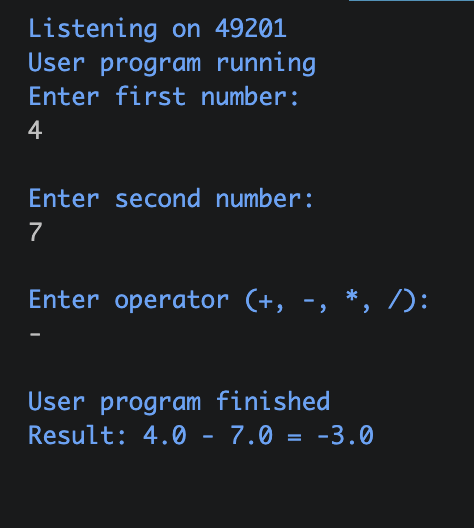 Listening on 49201
User program running
Enter first number:
4
Enter second number:
7
Enter operator (+, -, *, /):
-
User program finished
Result: 4.0 - 7.0 = -3.0